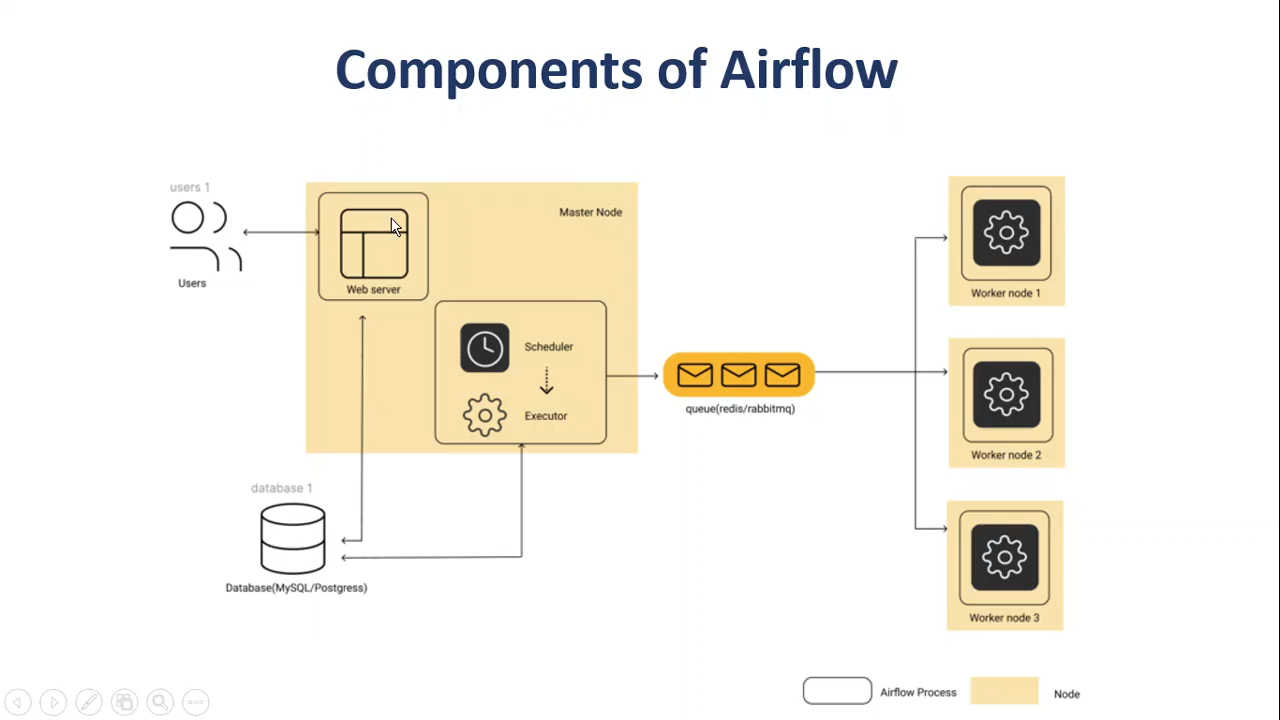 Components of Airflow
users 1
Users
Web server
Master Node
Scheduler
Executor
queue(redis/rabbitmq)
Worker node 1
Worker node 2
Worker node 3
database 1
Database(MySQL/Postgress)
Airflow Process
Node